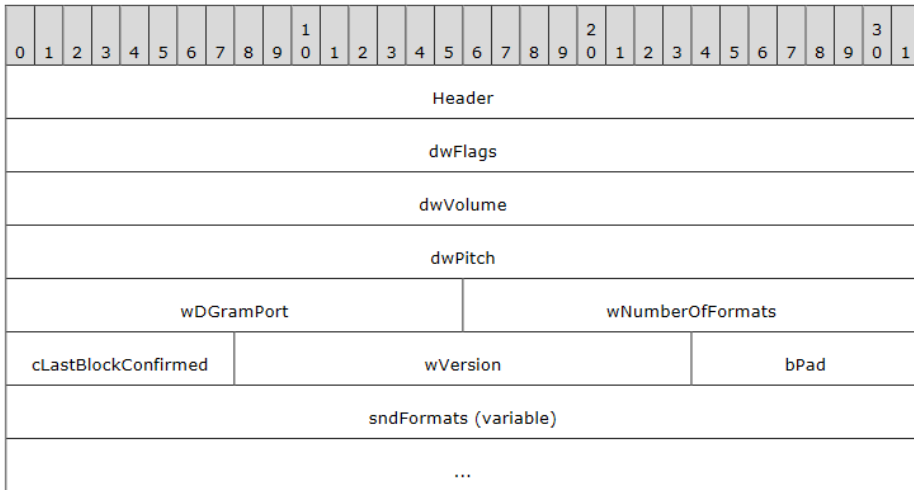 1 2 3
0 1 2 3 4 5 6 7 8 9 0 1 2 3 4 5 6 7 8 9 0 1 2 3 4 5 6 7 8 9 0 1
Header
dwFlags
dwVolume
dwPitch
wDGramPort wNumberOfFormats
cLastBlockConfirmed wVersion bPad
sndFormats (variable)
...